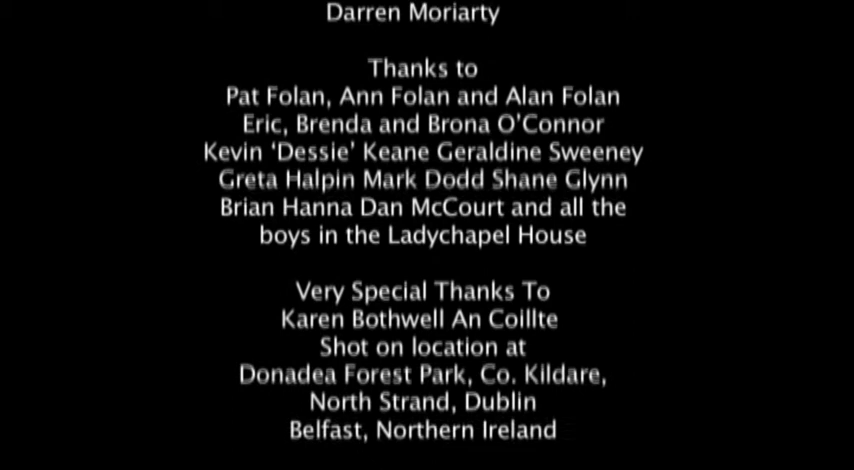 Darren Moriarty
Thanks to
Pat Folan, Ann Folan and Alan Folan
Eric, Brenda and Brona O'Connor
Kevin 'Dessie' Keane Geraldine Sweeney
Greta Halpin Mark Dodd Shane Glynn
Brian Hanna Dan McCourt and all the
boys in the Ladychapel House
Very Special Thanks To
Karen Bothwell An Coillte
Shot on location at
Donadea Forest Park, Co. Kildare,
North Strand, Dublin
Belfast, Northern Ireland